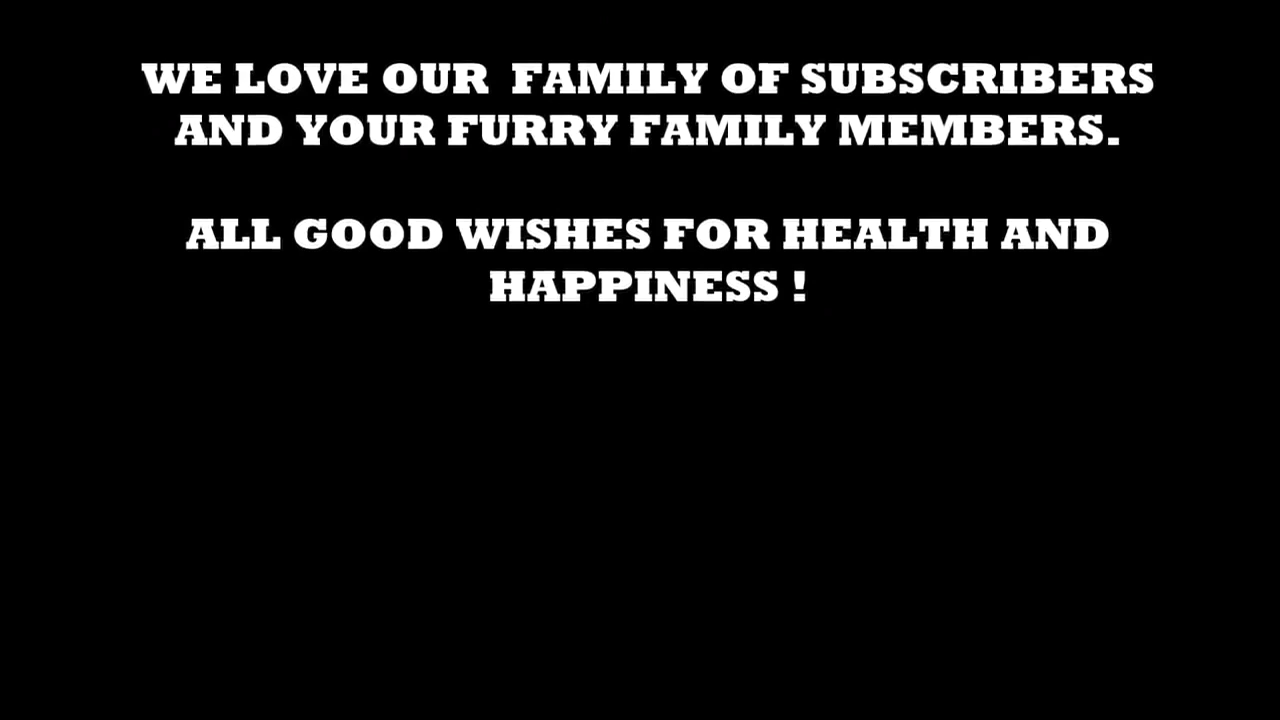 WE LOVE OUR  FAMILY OF SUBSCRIBERS
AND YOUR FURRY FAMILY MEMBERS.
ALL GOOD WISHES FOR HEALTH AND
HAPPINESS !